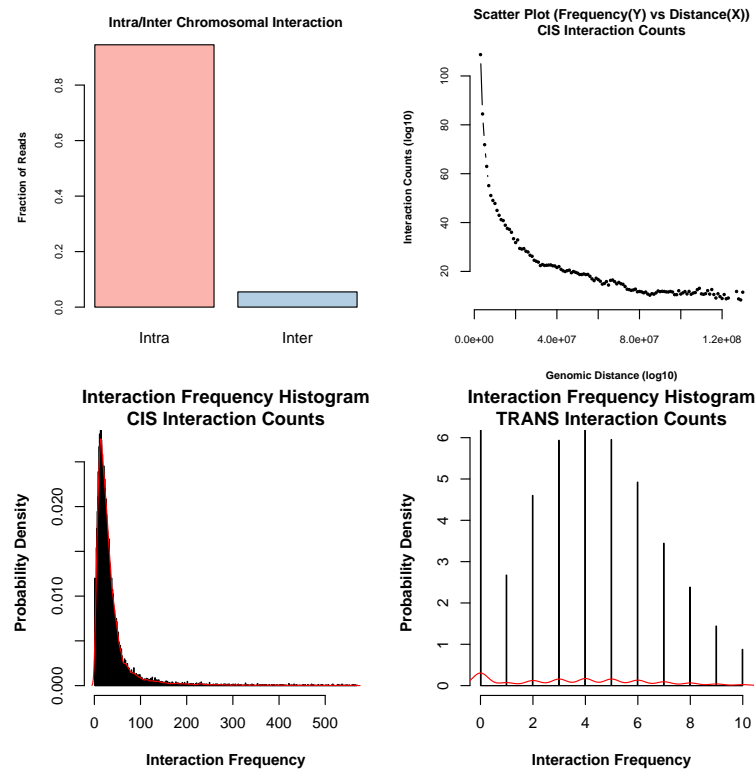 Intra/Inter Chromosomal Interaction
Fraction of Reads
0.0
0.2
0.4
0.6
0.8
Intra
Inter
Scatter Plot (Frequency(Y) vs Distance(X))
CIS Interaction Counts
Interaction Counts (log10)
20
40
60
80
100
0.0e+00
4.0e+07
8.0e+07
1.2e+08
Genomic Distance (log10)
Interaction Frequency Histogram
CIS Interaction Counts
Probability Density
0.000
0.010
0.020
0
100
200
300
400
500
Interaction Frequency
Interaction Frequency Histogram
TRANS Interaction Counts
Probability Density
0
1
2
3
4
5
6
0
2
4
6
8
10
Interaction Frequency